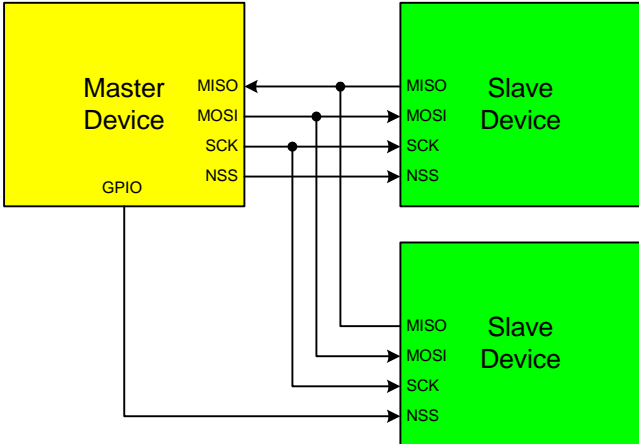 Master
Device
MISO
MOSI
SCK
NSS
GPIO
MISO
MOSI
SCK
NSS
Slave
Device
MISO
MOSI
SCK
NSS
Slave
Device